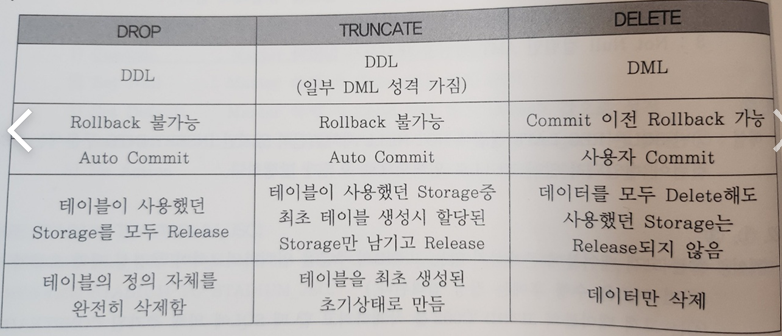 DROP
TRUNCATE
DELETE
DDL
DDL
(일부 DML 성격 가짐)
DML
Rollback 불가능
Rollback 불가능
Commit 이전 Rollback 가능
Auto Commit
Auto Commit
사용자 Commit
테이블이 사용했던
Storage를 모두 Release
테이블이 사용했던 Storage중
최초 테이블 생성시 할당된
Storage만 남기고 Release
데이터를 모두 Delete해도
사용했던 Storage는
Release되지 않음
테이블의 정의 자체를
완전히 삭제함
테이블을 최초 생성된
초기상태로 만듬
데이터만 삭제